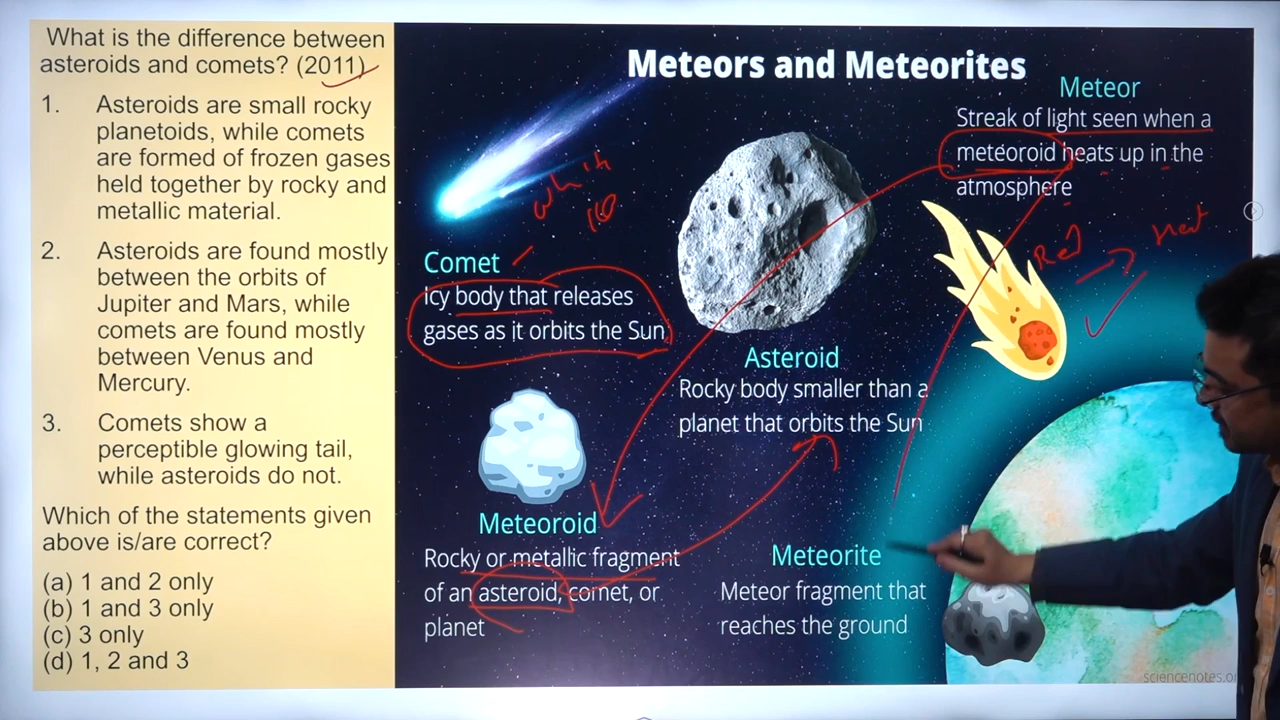 What is the difference between
asteroids and comets? (2011)
1. Asteroids are small rocky
planetoids, while comets
are formed of frozen gases
held together by rocky and
metallic material.
2. Asteroids are found mostly
between the orbits of
Jupiter and Mars, while
comets are found mostly
between Venus and
Mercury.
3. Comets show a
perceptible glowing tail,
while asteroids do not.
Which of the statements given
above is/are correct?
(a) 1 and 2 only
(b) 1 and 3 only
(c) 3 only
(d) 1, 2 and 3
Meteors and Meteorites
Meteor
Streak of light seen when a
meteoroid heats up in the
atmosphere
Comet
Icy body that releases
gases as it orbits the Sun
Asteroid
Rocky body smaller than a
planet that orbits the Sun
Meteoroid
Rocky or metallic fragment
of an asteroid, comet, or
planet
Meteorite
Meteor fragment that
reaches the ground
Red